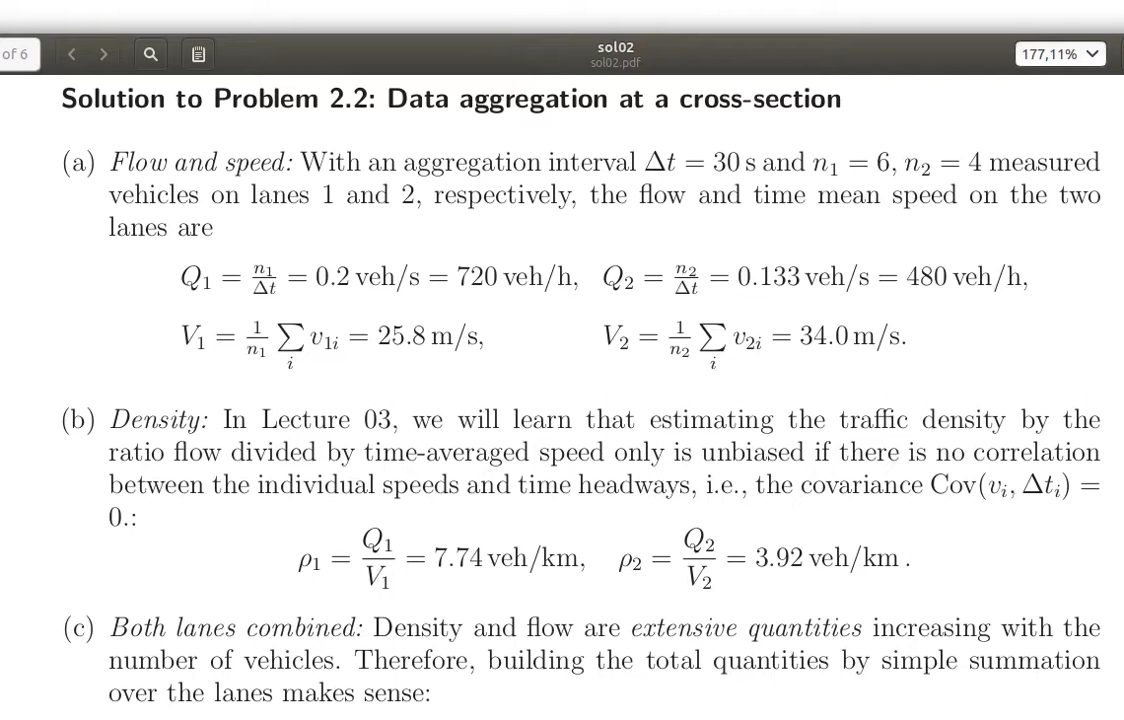 of 6
sol02
sol02.pdf
177,11%
Solution to Problem 2.2: Data aggregation at a cross-section
(a) Flow and speed: With an aggregation interval Δt = 30 s and n₁ = 6, n₂ = 4 measured
vehicles on lanes 1 and 2, respectively, the flow and time mean speed on the two
lanes are
Q₁ = n₁/Δt = 0.2 veh/s = 720 veh/h, Q₂ = n₂/Δt = 0.133 veh/s = 480 veh/h,
V₁ = 1/n₁ ∑ᵢ v₁ᵢ = 25.8 m/s, V₂ = 1/n₂ ∑ᵢ v₂ᵢ = 34.0 m/s.
(b) Density: In Lecture 03, we will learn that estimating the traffic density by the
ratio flow divided by time-averaged speed only is unbiased if there is no correlation
between the individual speeds and time headways, i.e., the covariance Cov(vᵢ, Δtᵢ) =
0.:
ρ₁ = Q₁/V₁ = 7.74 veh/km, ρ₂ = Q₂/V₂ = 3.92 veh/km .
(c) Both lanes combined: Density and flow are extensive quantities increasing with the
number of vehicles. Therefore, building the total quantities by simple summation
over the lanes makes sense: